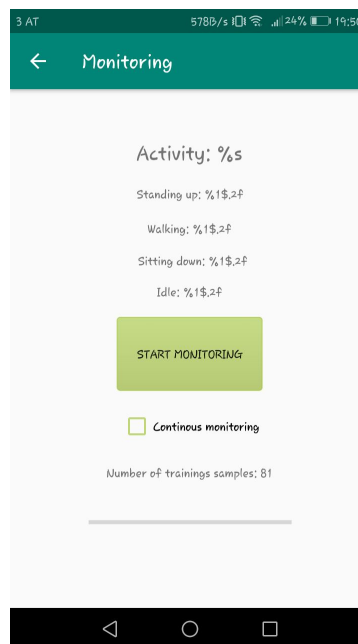 3 AT 578B/s 24% 19:50
Monitoring
Activity: %s
Standing up: %1$.2f
Walking: %1$.2f
Sitting down: %1$.2f
Idle: %1$.2f
START MONITORING
Continous monitoring
Number of trainings samples: 81